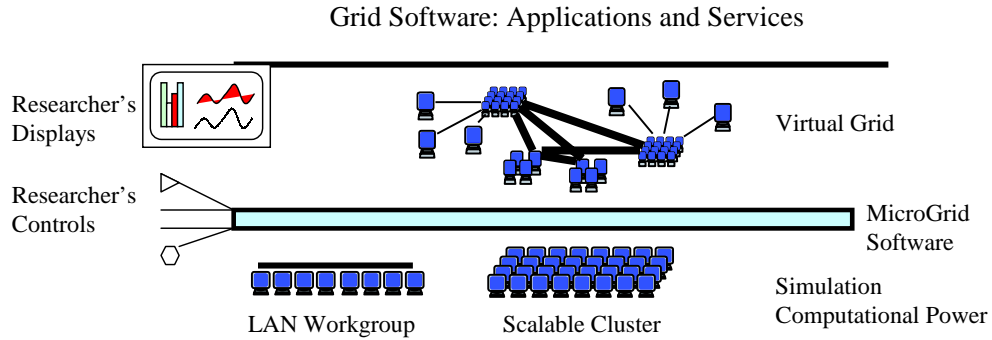 Grid Software: Applications and Services
Researcher's
Displays
Virtual Grid
Researcher's
Controls
MicroGrid
Software
LAN Workgroup
Scalable Cluster
Simulation
Computational Power